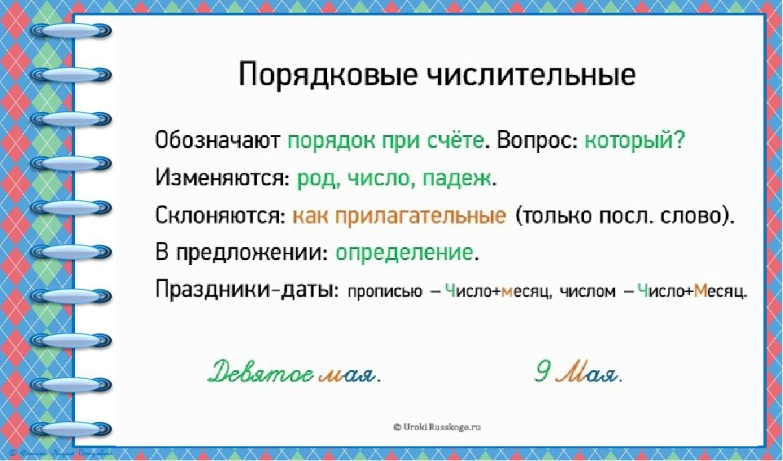 Порядковые числительные
Обозначают порядок при счёте. Вопрос: который?
Изменяются: род, число, падеж.
Склоняются: как прилагательные (только посл. слово).
В предложении: определение.
Праздники-даты: прописью – Число+месяц, числом – Число+Месяц.
Девятое мая. 9 Мая.
© UrokiRusskogo.ru